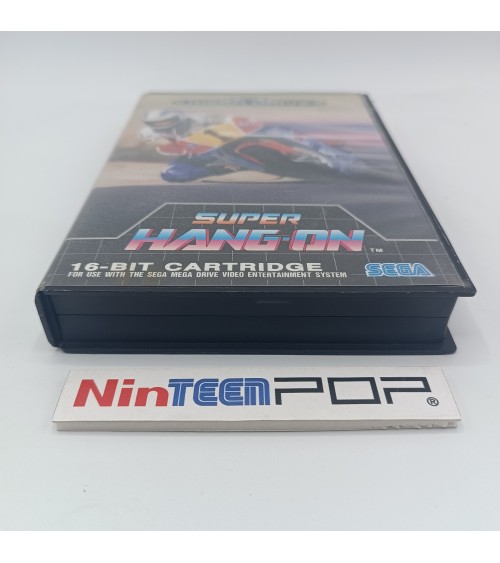 SUPER
HANG-ON ™
16-BIT CARTRIDGE
FOR USE WITH THE SEGA MEGA DRIVE VIDEO ENTERTAINMENT SYSTEM
SEGA
NinTEENPOP®